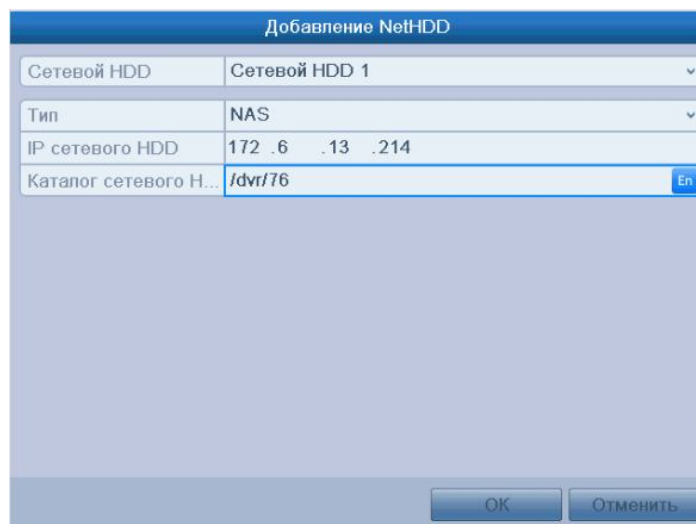 Добавление NetHDD
Сетевой HDD Сетевой HDD 1
Тип NAS
IP сетевого HDD 172 .6 .13 .214
Каталог сетевого Н... /dvr/76 En
OK Отменить